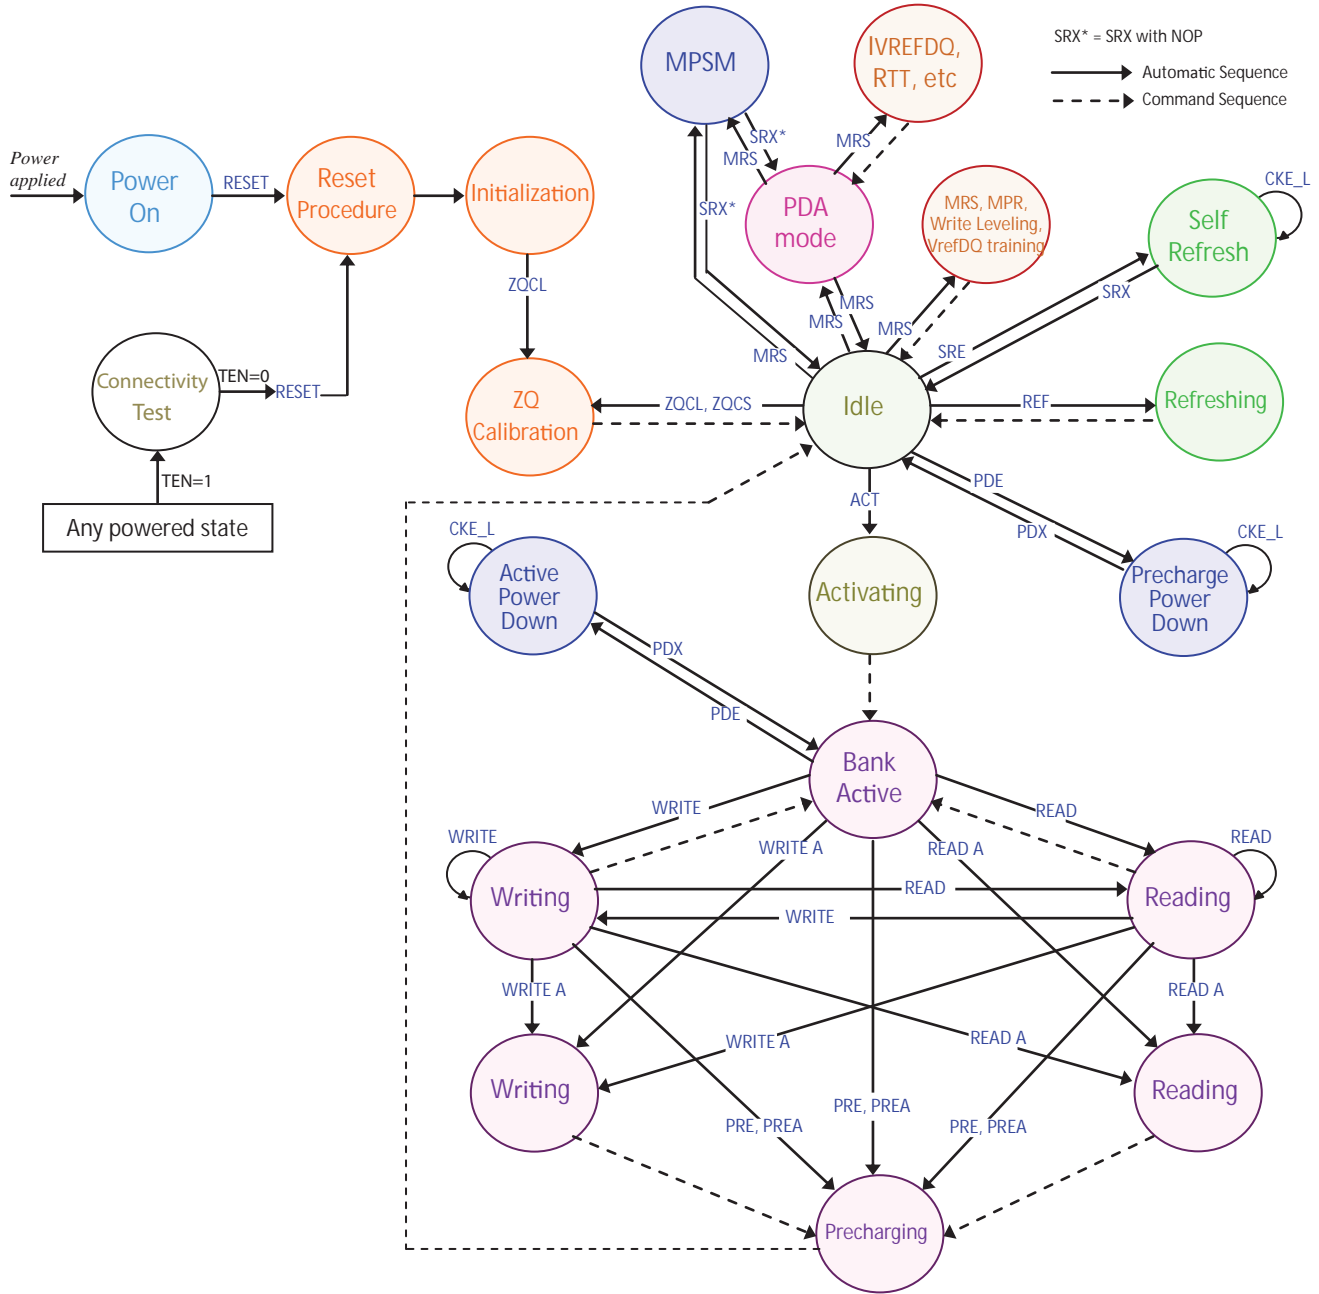 SRX* = SRX with NOP
Automatic Sequence
Command Sequence
MPSM
IVREFDQ,
RTT, etc
SRX*
MRS
MRS
Power
applied
Power
On
RESET
Reset
Procedure
Initialization
SRX*
PDA
mode
MRS, MPR,
Write Leveling,
VrefDQ training
Self
Refresh
CKE_L
ZQCL
MRS
MRS
MRS
MRS
SRX
SRE
Connectivity
Test
TEN=0
RESET
TEN=1
Any powered state
ZQ
Calibration
ZQCL, ZQCS
Idle
REF
Refreshing
ACT
PDE
PDX
CKE_L
Active
Power
Down
Activating
CKE_L
Precharge
Power
Down
PDX
PDE
Bank
Active
WRITE
READ
WRITE
WRITE A
READ A
READ
Writing
READ
Reading
WRITE
WRITE A
READ A
WRITE A
READ A
Writing
Reading
PRE, PREA
PRE, PREA
PRE, PREA
Precharging